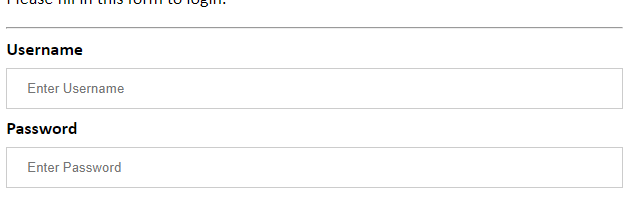 Please fill in this form to login.
Username
Enter Username
Password
Enter Password